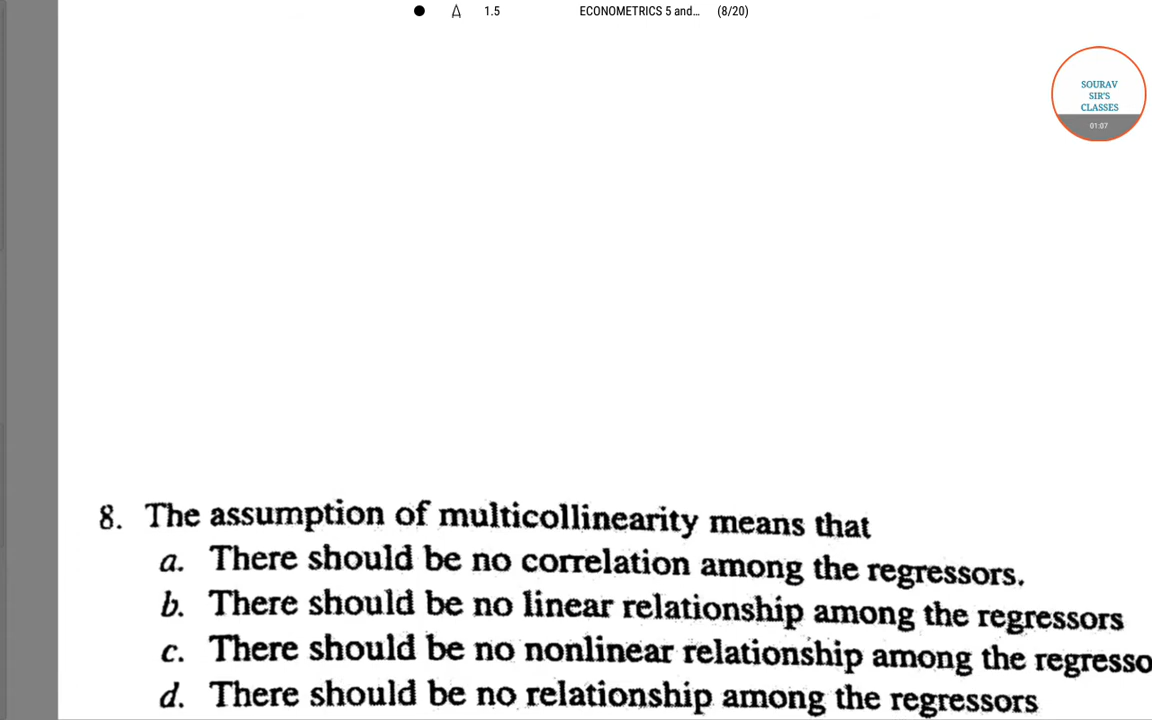 1.5 ECONOMETRICS 5 and... (8/20)
SOURAV
SIR'S
CLASSES
01:07
8. The assumption of multicollinearity means that
a. There should be no correlation among the regressors.
b. There should be no linear relationship among the regressors
c. There should be no nonlinear relationship among the regresso
d. There should be no relationship among the regressors